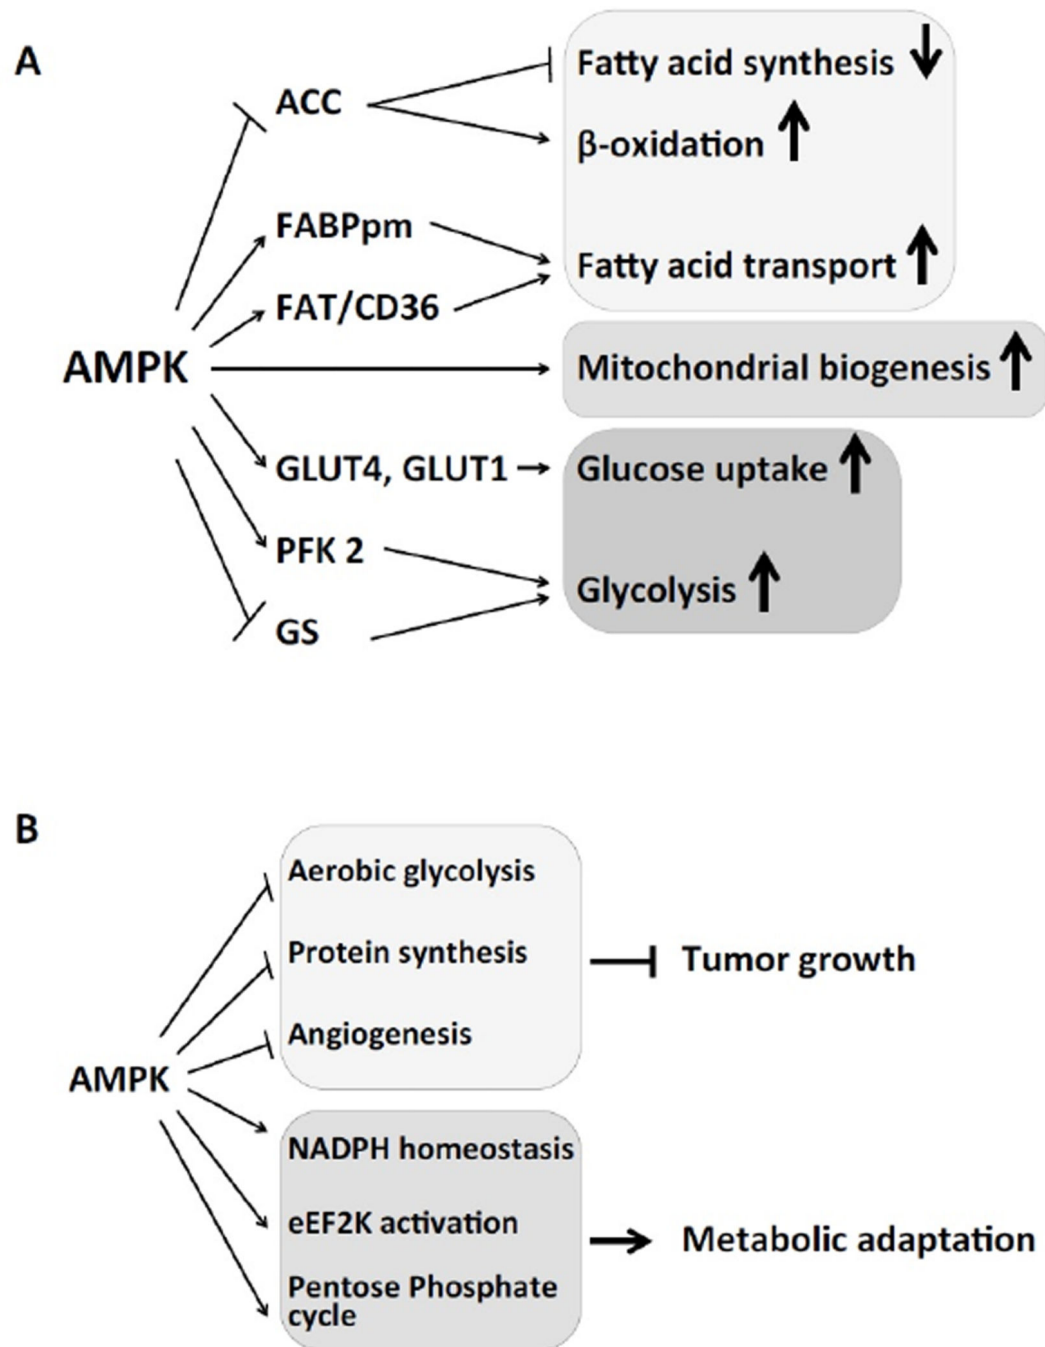 A
ACC
Fatty acid synthesis
β-oxidation
FABPpm
Fatty acid transport
FAT/CD36
AMPK
Mitochondrial biogenesis
GLUT4, GLUT1
Glucose uptake
PFK 2
Glycolysis
GS
B
Aerobic glycolysis
Protein synthesis
Tumor growth
Angiogenesis
AMPK
NADPH homeostasis
eEF2K activation
Metabolic adaptation
Pentose Phosphate
cycle